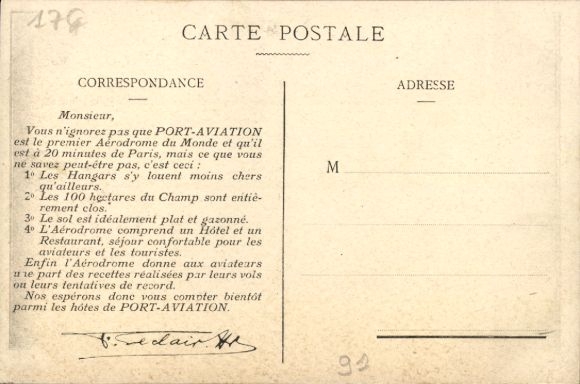 17
CARTE POSTALE
CORRESPONDANCE
ADRESSE
Monsieur,
Vous n'ignorez pas que PORT-AVIATION
est le premier Aérodrome du Monde et qu'il
est à 20 minutes de Paris, mais ce que vous
ne savez peut-être pas, c'est ceci :
1º Les Hangars s'y louent moins chers
qu'ailleurs.
2º Les 100 hectares du Champ sont entiè-
rement clos.
3º Le sol est idéalement plat et gazonné.
4º L'Aérodrome comprend un Hôtel et un
Restaurant, séjour confortable pour les
aviateurs et les touristes.
Enfin l'Aérodrome donne aux aviateurs
une part des recettes réalisées par leurs vols
ou leurs tentatives de record.
Nos espérons donc vous compter bientôt
parmi les hôtes de PORT-AVIATION.
M
91